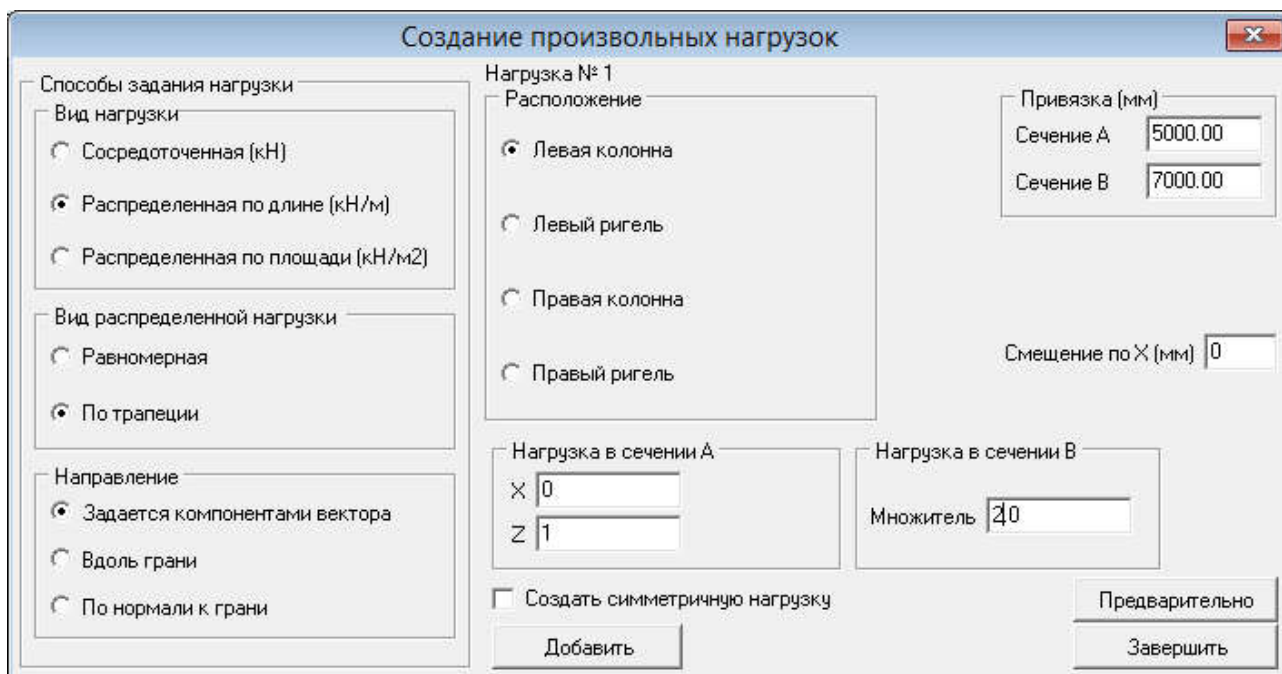 Создание произвольных нагрузок
Способы задания нагрузки
Вид нагрузки
Сосредоточенная (кН)
Распределенная по длине (кН/м)
Распределенная по площади (кН/м2)
Вид распределенной нагрузки
Равномерная
По трапеции
Направление
Задается компонентами вектора
Вдоль грани
По нормали к грани
Нагрузка № 1
Расположение
Левая колонна
Левый ригель
Правая колонна
Правый ригель
Привязка (мм)
Сечение A 5000.00
Сечение B 7000.00
Смещение по X (мм) 0
Нагрузка в сечении A
X 0
Z 1
Нагрузка в сечении B
Множитель 2.0
Создать симметричную нагрузку
Добавить
Предварительно
Завершить